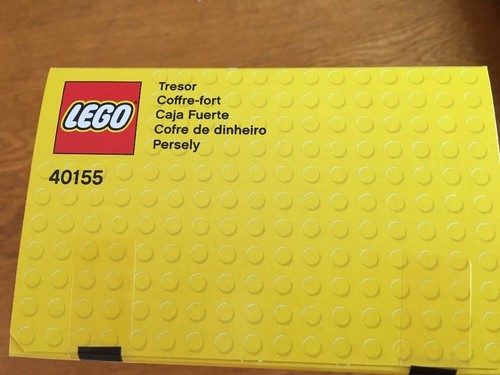 LEGO
Tresor
Coffre-fort
Caja Fuerte
Cofre de dinheiro
Persely
40155